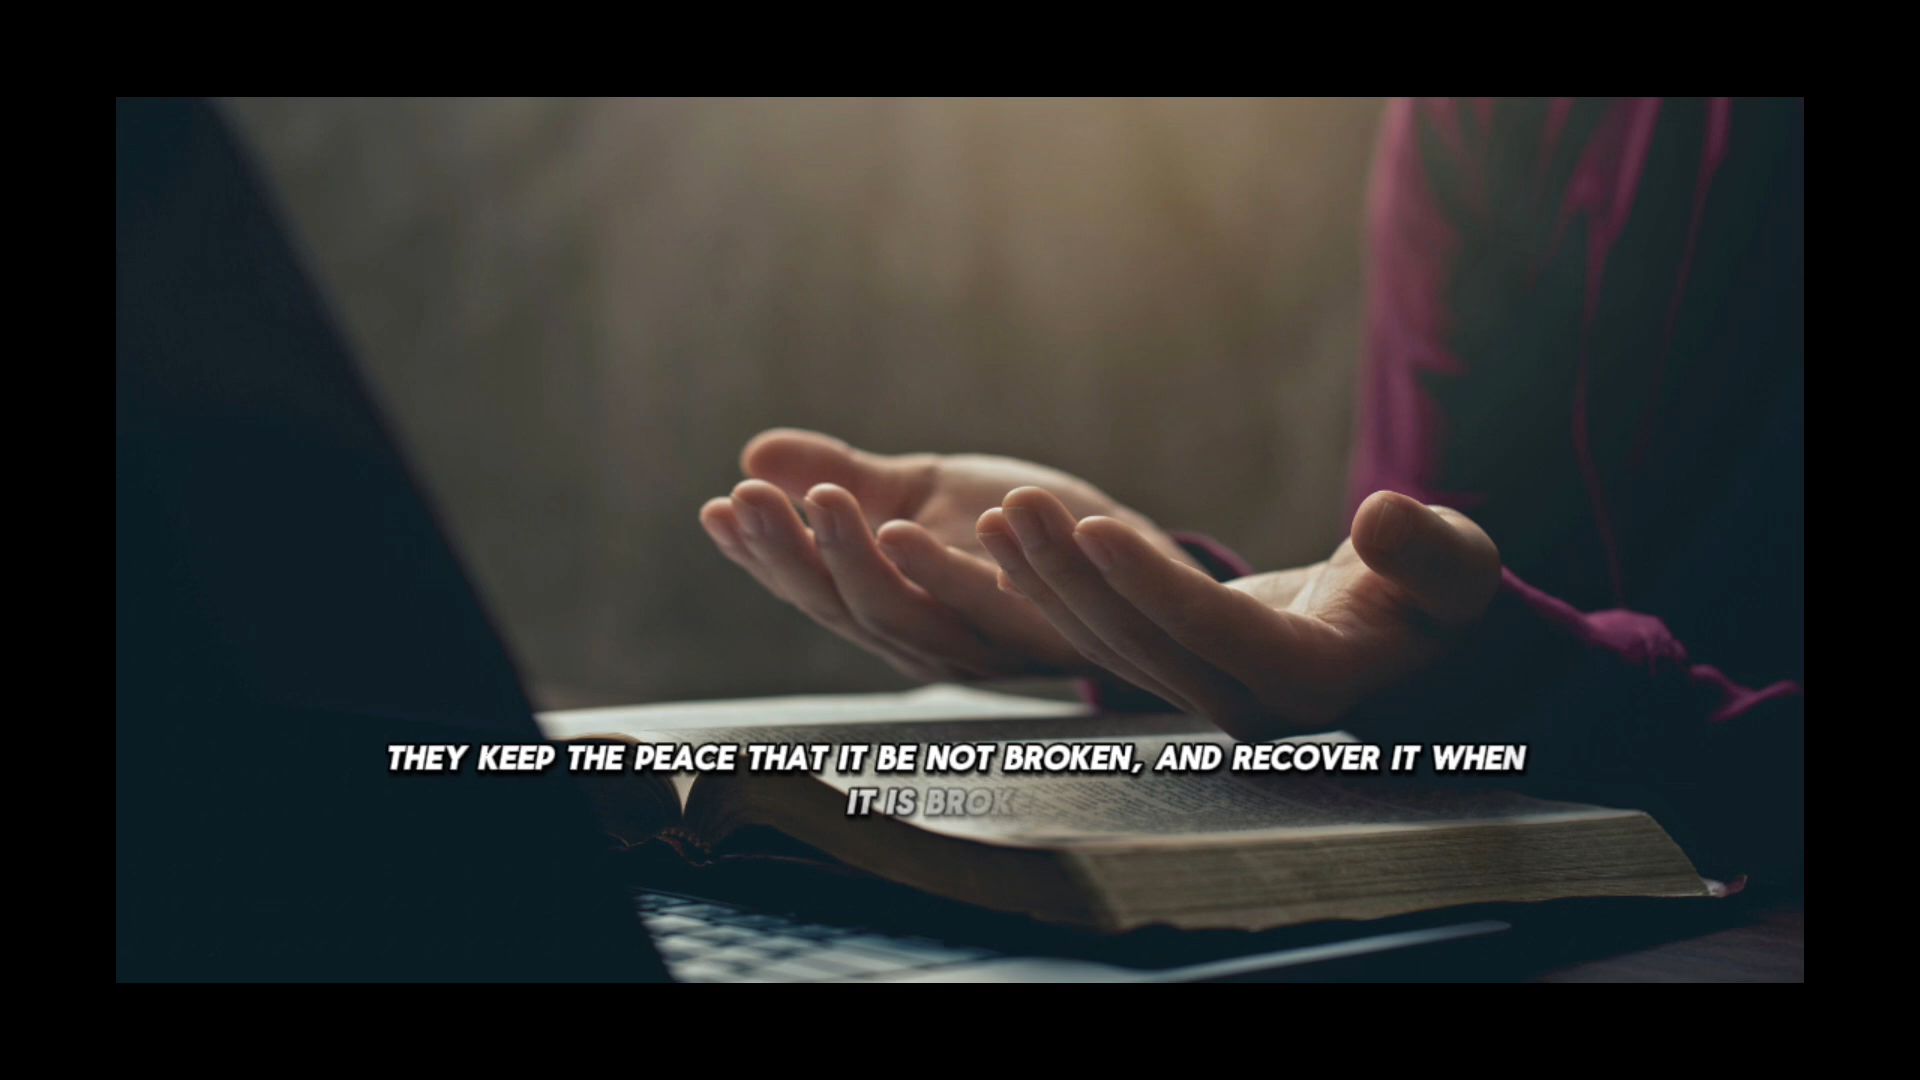 THEY KEEP THE PEACE THAT IT BE NOT BROKEN, AND RECOVER IT WHEN
IT IS BROK